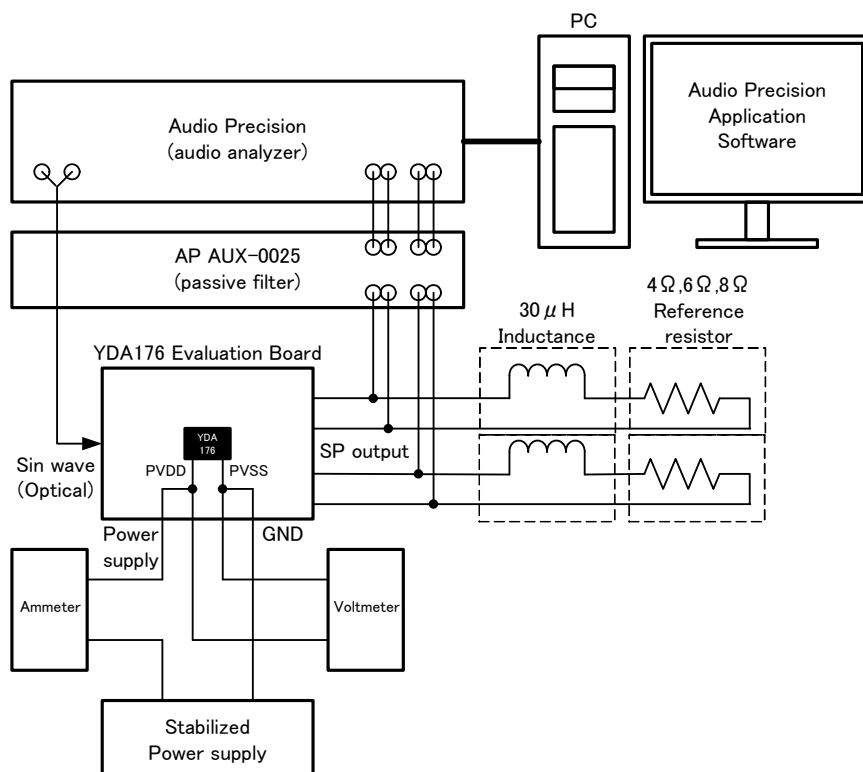 PC
Audio Precision
(audio analyzer)
Audio Precision
Application
Software
AP AUX-0025
(passive filter)
30μH
Inductance
4Ω,6Ω,8Ω
Reference
resistor
YDA176 Evaluation Board
YDA
176
PVDD
PVSS
SP output
Sin wave
(Optical)
Power
supply
GND
Ammeter
Voltmeter
Stabilized
Power supply